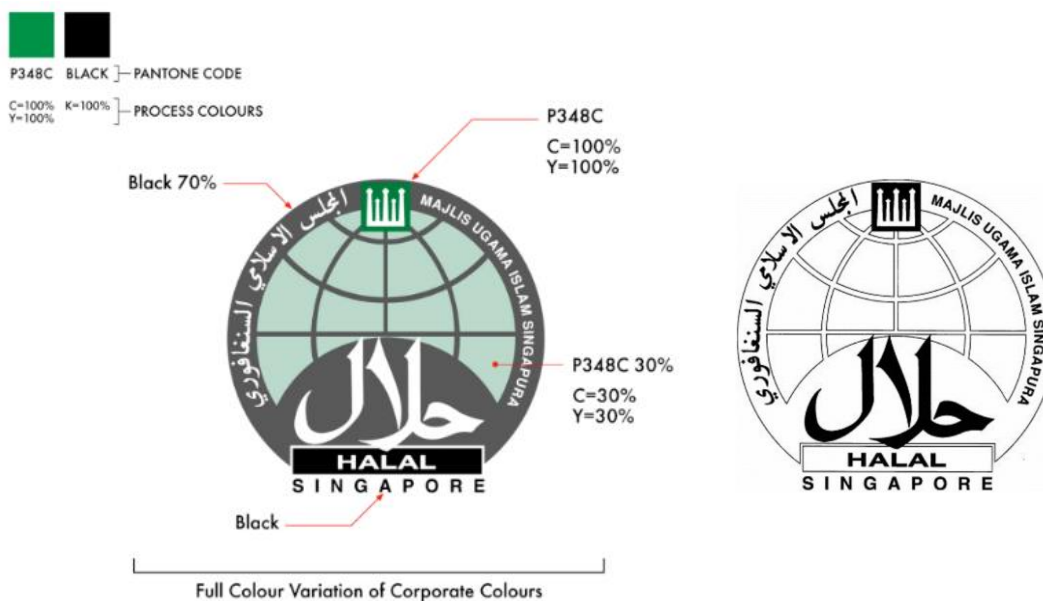 P348C BLACK PANTONE CODE
C=100% K=100% PROCESS COLOURS
Y=100%
P348C
C=100%
Y=100%
Black 70%
المجلس الاسلامي السنغافوري
MAJLIS UGAMA ISLAM SINGAPURA
حلال
HALAL
SINGAPORE
P348C 30%
C=30%
Y=30%
Black
Full Colour Variation of Corporate Colours
المجلس الاسلامي السنغافوري
MAJLIS UGAMA ISLAM SINGAPURA
حلال
HALAL
SINGAPORE